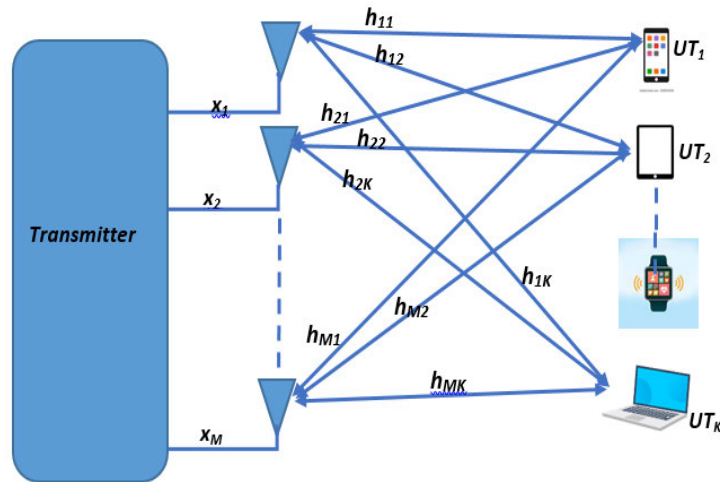 h11
UT1
h12
x1
h21
h22
UT2
h2K
x2
Transmitter
h1K
hM1
hM2
hMK
xM
UTK